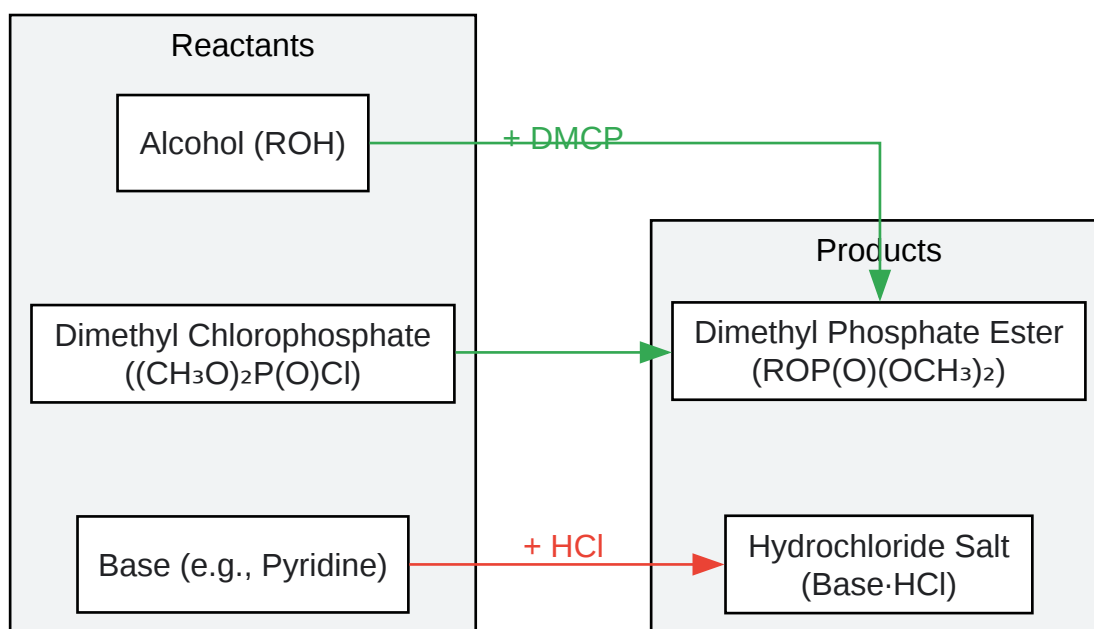 Reactants
Alcohol (ROH)
+ DMCP
Products
Dimethyl Chlorophosphate
((CH₃O)₂P(O)Cl)
Dimethyl Phosphate Ester
(ROP(O)(OCH₃)₂)
Base (e.g., Pyridine)
+ HCl
Hydrochloride Salt
(Base·HCl)